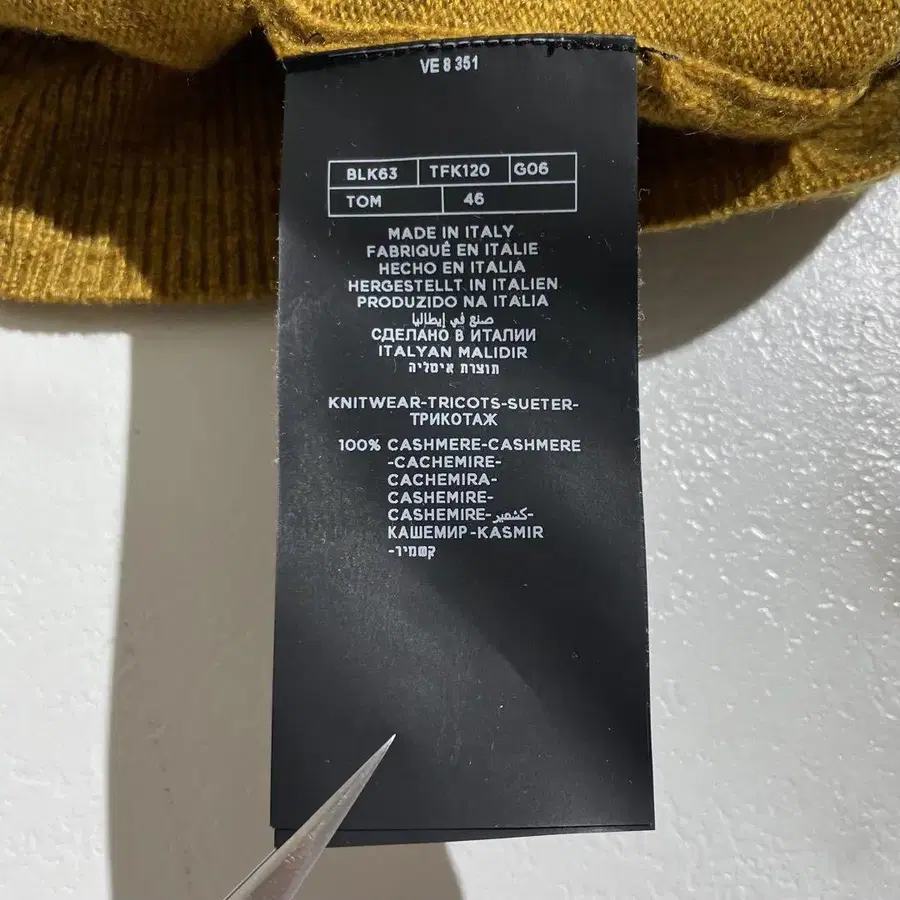 VE 8 351
BLK63 TFK120 G06
TOM 46
MADE IN ITALY
FABRIQUÉ EN ITALIE
HECHO EN ITALIA
HERGESTELLT IN ITALIEN
PRODUZIDO NA ITALIA
صنع في إيطاليا
СДЕЛАНО В ИТАЛИИ
ITALYAN MALIDIR
תוצרת איטליה
KNITWEAR-TRICOTS-SUETER-
ТРИКОТАЖ
100% CASHMERE-CASHMERE
-CACHEMIRE-
CACHEMIRA-
CASHEMIRE-
CASHEMIRE-كشمير-
КАШЕМИР-KASMIR
-קשמיר